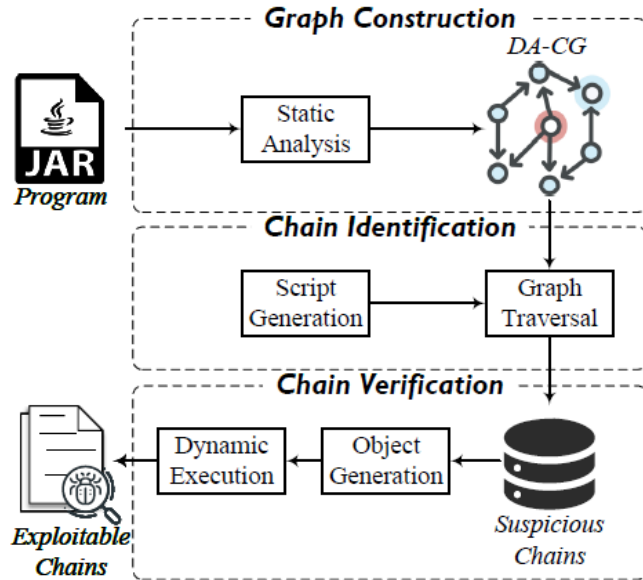 Graph Construction
DA-CG
JAR
Program
Static
Analysis
Chain Identification
Script
Generation
Graph
Traversal
Chain Verification
Dynamic
Execution
Object
Generation
Exploitable
Chains
Suspicious
Chains